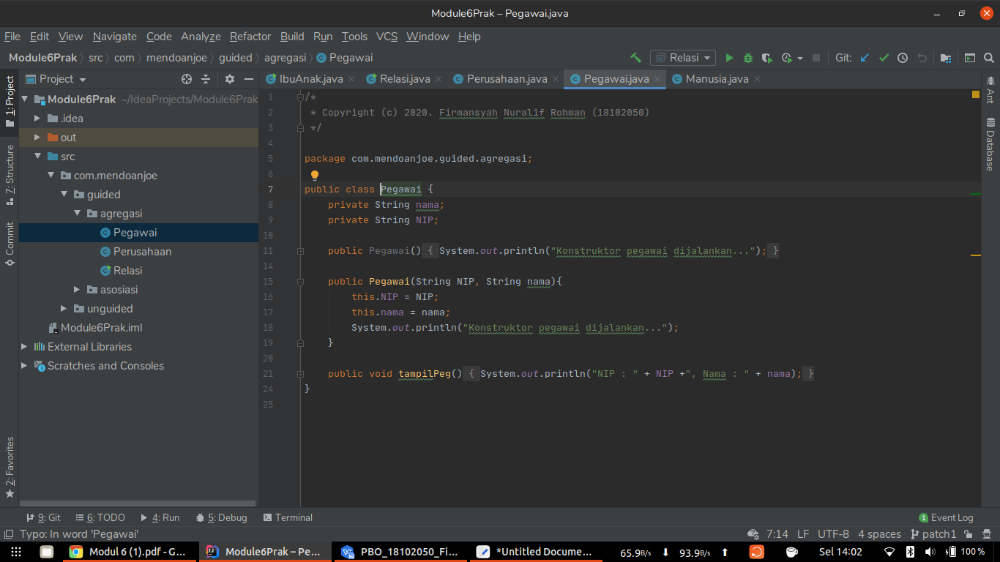 Module6Prak – Pegawai.java
File Edit View Navigate Code Analyze Refactor Build Run Tools VCS Window Help
Module6Prak src com mendoanjoe guided agregasi Pegawai Relasi Git:
1: Project
Project
IbuAnak.java Relasi.java Perusahaan.java Pegawai.java Manusia.java
Module6Prak ~/IdeaProjects/Module6Prak
.idea
out
src
com.mendoanjoe
guided
agregasi
Pegawai
Perusahaan
Relasi
asosiasi
unguided
Module6Prak.iml
External Libraries
Scratches and Consoles
7: Structure
Commit
2: Favorites
1 /*
2 * Copyright (c) 2020. Firmansyah Nuralif Rohman (18102050)
3 */
4
5 package com.mendoanjoe.guided.agregasi;
6
7 public class Pegawai {
8 private String nama;
9 private String NIP;
10
11 public Pegawai() { System.out.println("Konstruktor pegawai dijalankan..."); }
14
15 public Pegawai(String NIP, String nama){
16 this.NIP = NIP;
17 this.nama = nama;
18 System.out.println("Konstruktor pegawai dijalankan...");
19 }
20
21 public void tampilPeg() { System.out.println("NIP : " + NIP +", Nama : " + nama); }
24 }
25
Ant
Database
9: Git 6: TODO 4: Run 5: Debug Terminal 1 Event Log
Typo: In word 'Pegawai' 7:14 LF UTF-8 4 spaces patch1
Modul 6 (1).pdf - G... Module6Prak – Pe... PBO_18102050_Fi... *Untitled Docume... 65.9B/s 93.9B/s Sel 14:02 100 %